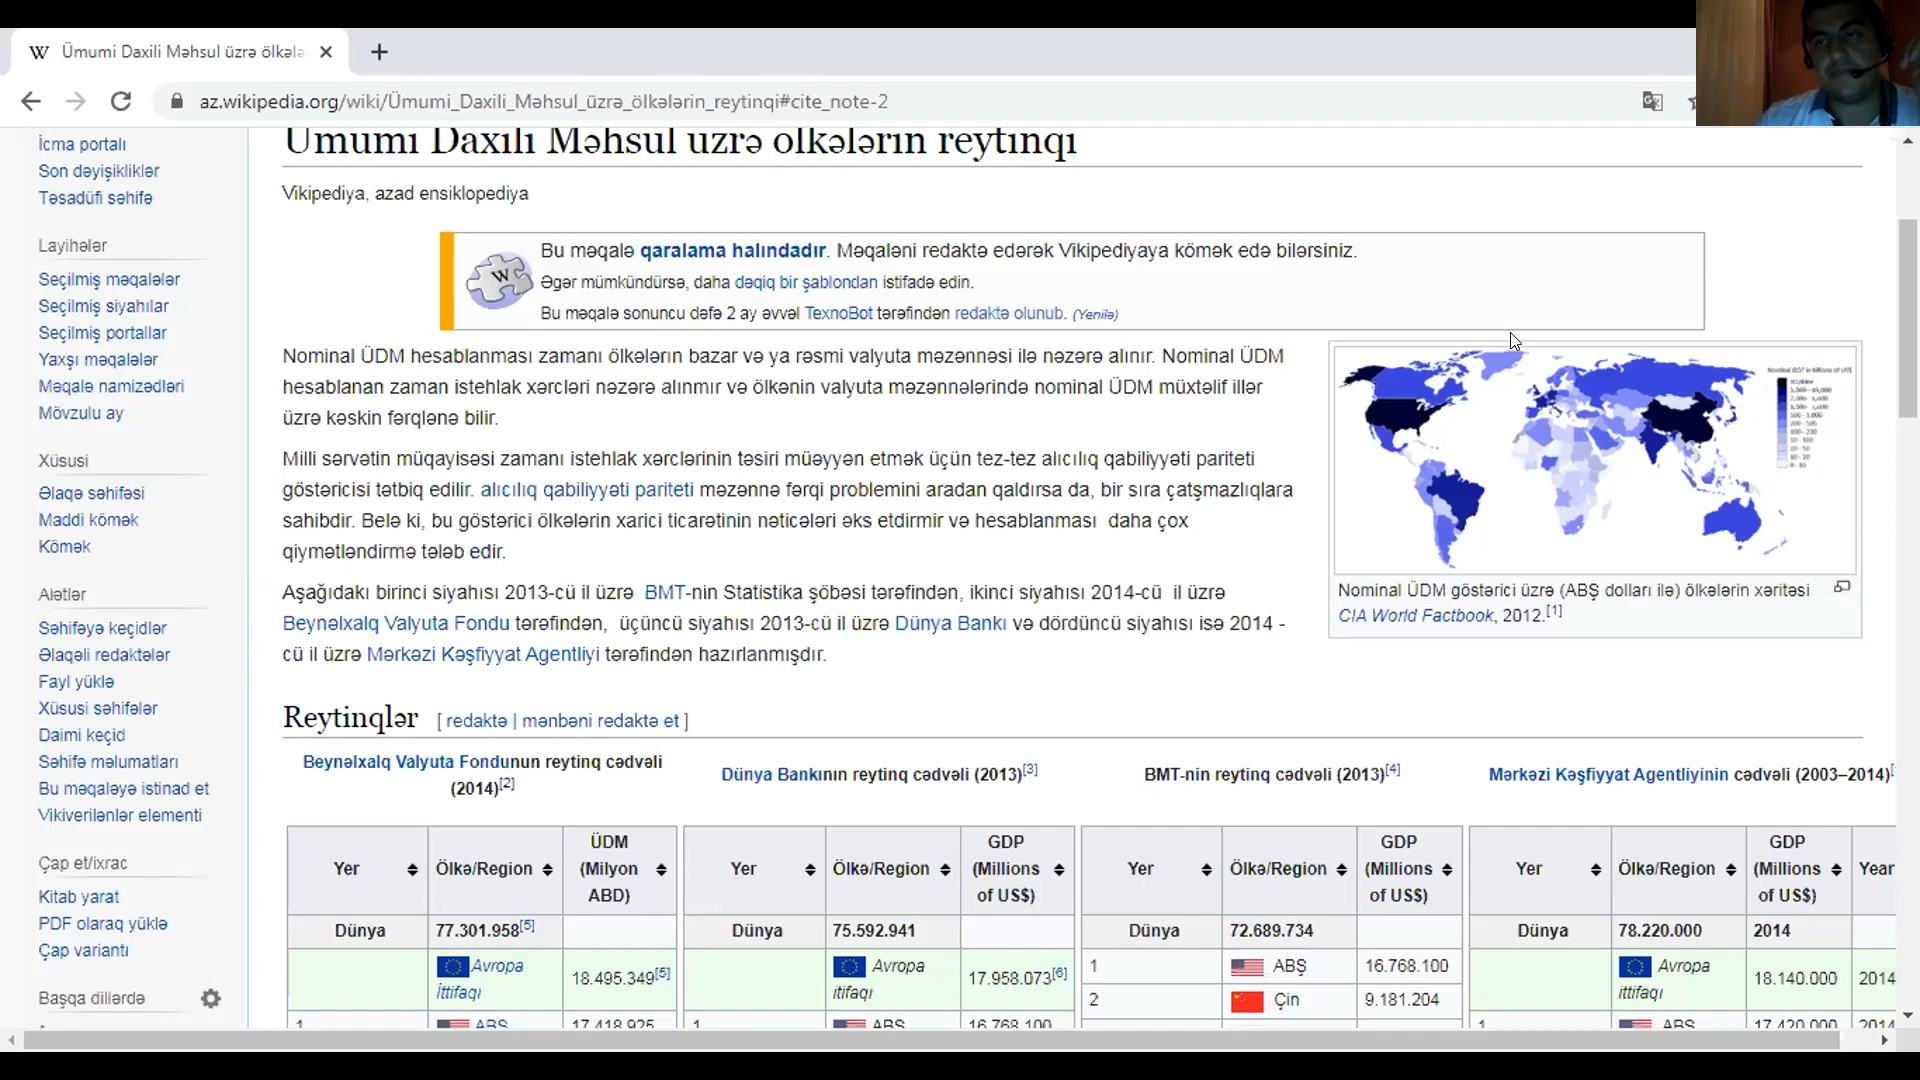 Ümumi Daxili Məhsul üzrə ölkələ
az.wikipedia.org/wiki/Ümumi_Daxili_Məhsul_üzrə_ölkələrin_reytinqi#cite_note-2
İcma portalı
Son dəyişikliklər
Təsadüfi səhifə
Layihələr
Seçilmiş məqalələr
Seçilmiş siyahılar
Seçilmiş portallar
Yaxşı məqalələr
Məqalə namizədləri
Mövzulu ay
Xüsusi
Əlaqə səhifəsi
Maddi kömək
Kömək
Alətlər
Səhifəyə keçidlər
Əlaqəli redaktələr
Fayl yüklə
Xüsusi səhifələr
Daimi keçid
Səhifə məlumatları
Bu məqaləyə istinad et
Vikiverilənlər elementi
Çap et/ixrac
Kitab yarat
PDF olaraq yüklə
Çap variantı
Başqa dillərdə
Ümumi Daxili Məhsul üzrə ölkələrin reytinqi
Vikipediya, azad ensiklopediya
Bu məqalə qaralama halındadır. Məqaləni redaktə edərək Vikipediyaya kömək edə bilərsiniz.
Əgər mümkündürsə, daha dəqiq bir şablondan istifadə edin.
Bu məqalə sonuncu dəfə 2 ay əvvəl TexnoBot tərəfindən redaktə olunub. (Yenilə)
Nominal ÜDM hesablanması zamanı ölkələrin bazar və ya rəsmi valyuta məzənnəsi ilə nəzərə alınır. Nominal ÜDM
hesablanan zaman istehlak xərcləri nəzərə alınmır və ölkənin valyuta məzənnələrində nominal ÜDM müxtəlif illər
üzrə kəskin fərqlənə bilir.
Milli sərvətin müqayisəsi zamanı istehlak xərclərinin təsiri müəyyən etmək üçün tez-tez alıcılıq qabiliyyəti pariteti
göstəricisi tətbiq edilir. alıcılıq qabiliyyəti pariteti məzənnə fərqi problemini aradan qaldırsa da, bir sıra çatşmazlıqlara
sahibdir. Belə ki, bu göstərici ölkələrin xarici ticarətinin nəticələri əks etdirmir və hesablanması daha çox
qiymətləndirmə tələb edir.
Aşağıdakı birinci siyahısı 2013-cü il üzrə BMT-nin Statistika şöbəsi tərəfindən, ikinci siyahısı 2014-cü il üzrə
Beynəlxalq Valyuta Fondu tərəfindən, üçüncü siyahısı 2013-cü il üzrə Dünya Bankı və dördüncü siyahısı isə 2014 -
cü il üzrə Mərkəzi Kəşfiyyat Agentliyi tərəfindən hazırlanmışdır.
Nominal ÜDM göstərici üzrə (ABŞ dolları ilə) ölkələrin xəritəsi
CIA World Factbook, 2012.[1]
Reytinqlər [ redaktə | mənbəni redaktə et ]
Beynəlxalq Valyuta Fondunun reytinq cədvəli
(2014)[2]
Dünya Bankının reytinq cədvəli (2013)[3]
BMT-nin reytinq cədvəli (2013)[4]
Mərkəzi Kəşfiyyat Agentliyinin cədvəli (2003–2014)[
Yer Ölkə/Region ÜDM (Milyon ABD)
Dünya 77.301.958[5]
Avropa İttifaqı 18.495.349[5]
1 ABŞ 17.418.925
Yer Ölkə/Region GDP (Millions of US$)
Dünya 75.592.941
Avropa itifaqı 17.958.073[6]
1 ABŞ 16.768.100
Yer Ölkə/Region GDP (Millions of US$)
Dünya 72.689.734
1 ABŞ 16.768.100
2 Çin 9.181.204
Yer Ölkə/Region GDP (Millions of US$) Year
Dünya 78.220.000 2014
Avropa ittifaqı 18.140.000 2014
1 ABŞ 17.420.000 2014